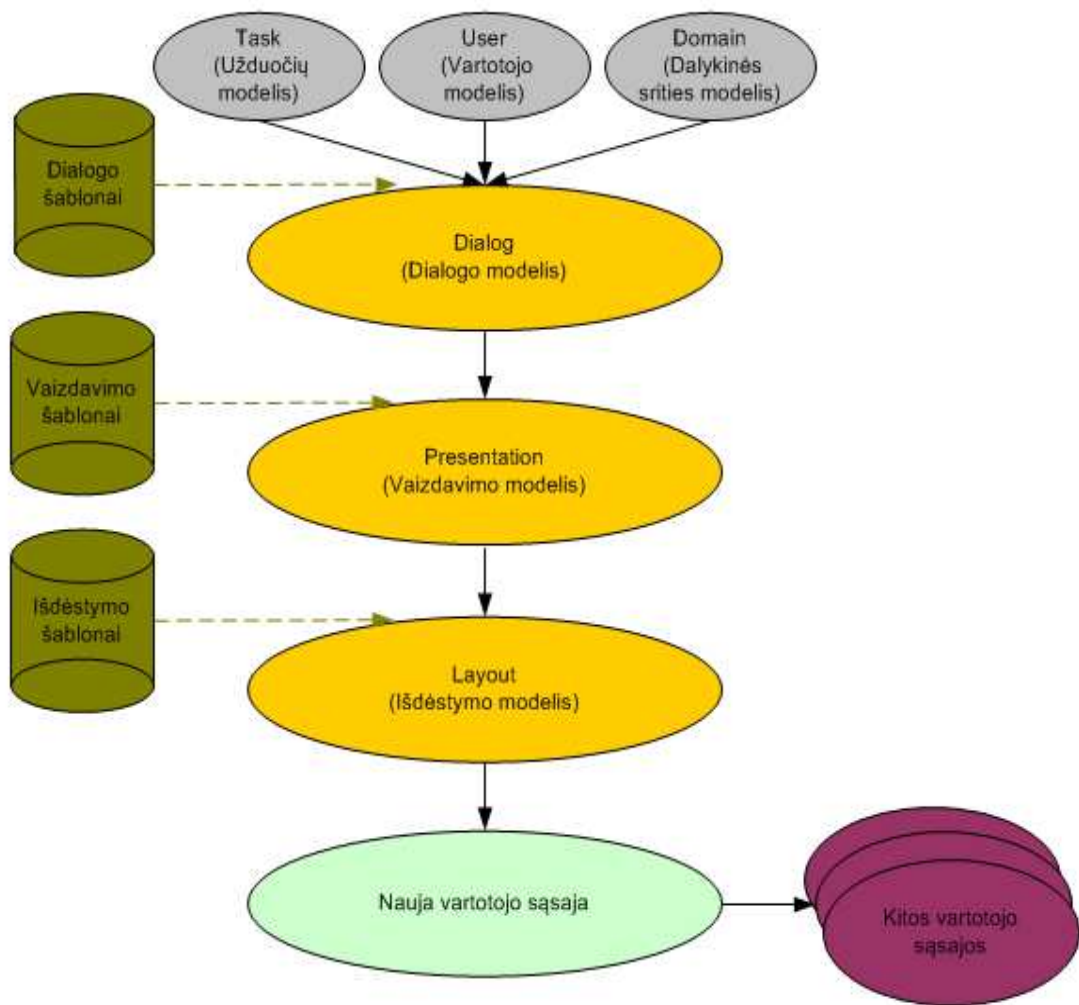 Task
(Užduočių
modelis)
User
(Vartotojo
modelis)
Domain
(Dalykinės
srities modelis)
Dialogo
šablonai
Dialog
(Dialogo modelis)
Vaizdavimo
šablonai
Presentation
(Vaizdavimo modelis)
Išdėstymo
šablonai
Layout
(Išdėstymo modelis)
Nauja vartotojo sąsaja
Kitos vartotojo
sąsajos